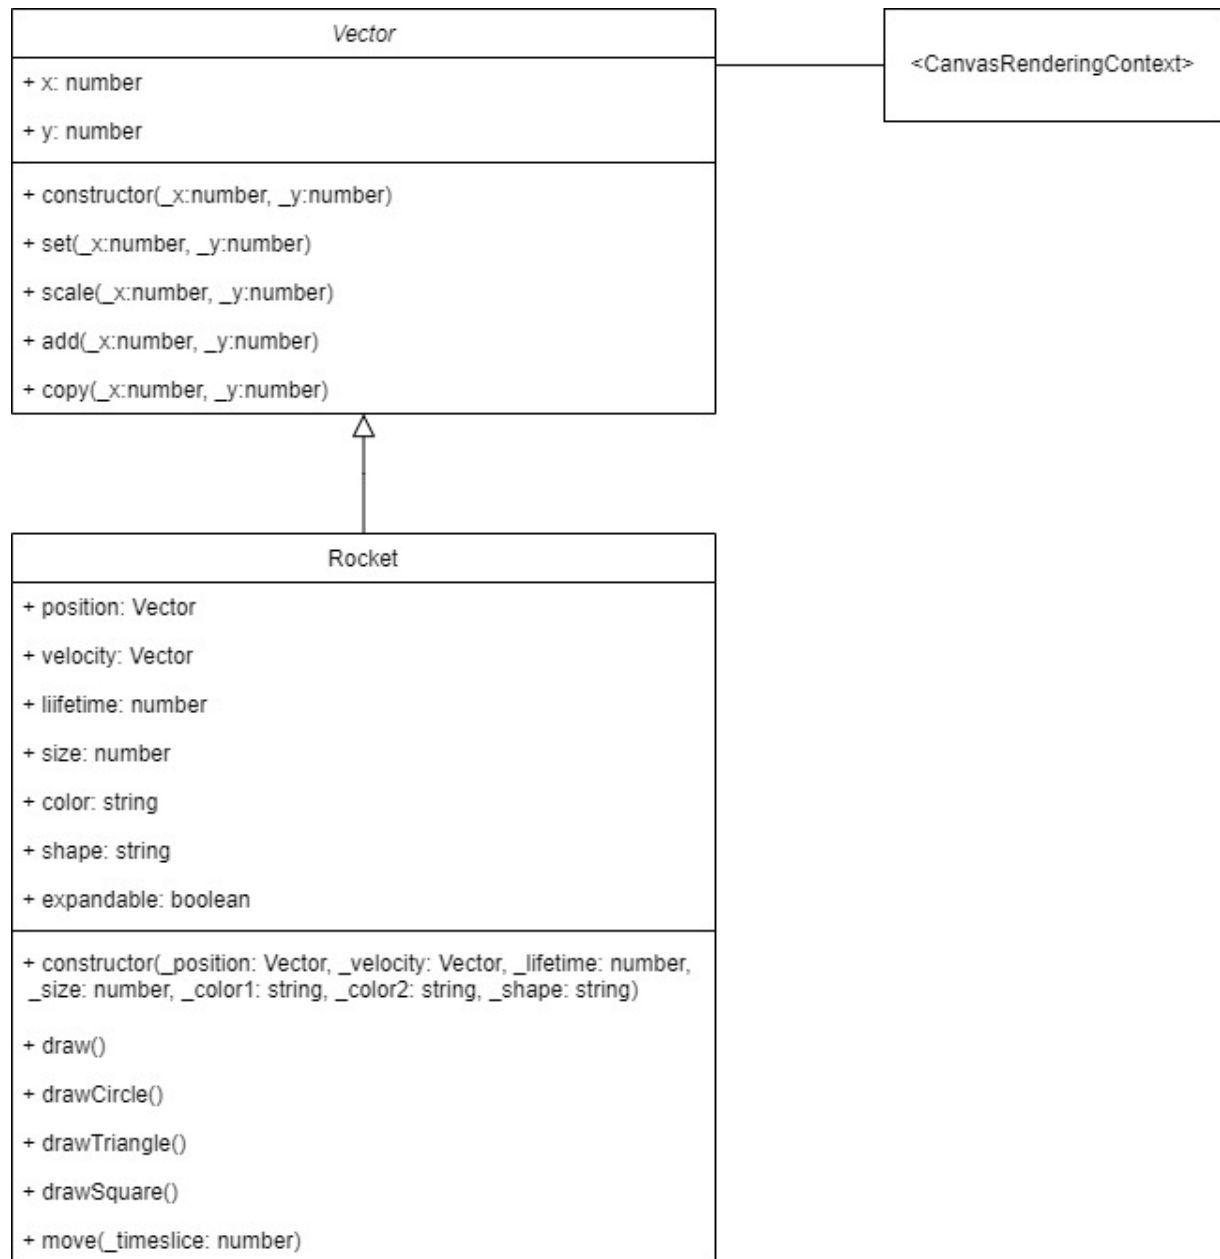 Vector
<CanvasRenderingContext>
+ x: number
+ y: number
+ constructor(_x:number, _y:number)
+ set(_x:number, _y:number)
+ scale(_x:number, _y:number)
+ add(_x:number, _y:number)
+ copy(_x:number, _y:number)
Rocket
+ position: Vector
+ velocity: Vector
+ liifetime: number
+ size: number
+ color: string
+ shape: string
+ expandable: boolean
+ constructor(_position: Vector, _velocity: Vector, _lifetime: number,
_size: number, _color1: string, _color2: string, _shape: string)
+ draw()
+ drawCircle()
+ drawTriangle()
+ drawSquare()
+ move(_timeslice: number)